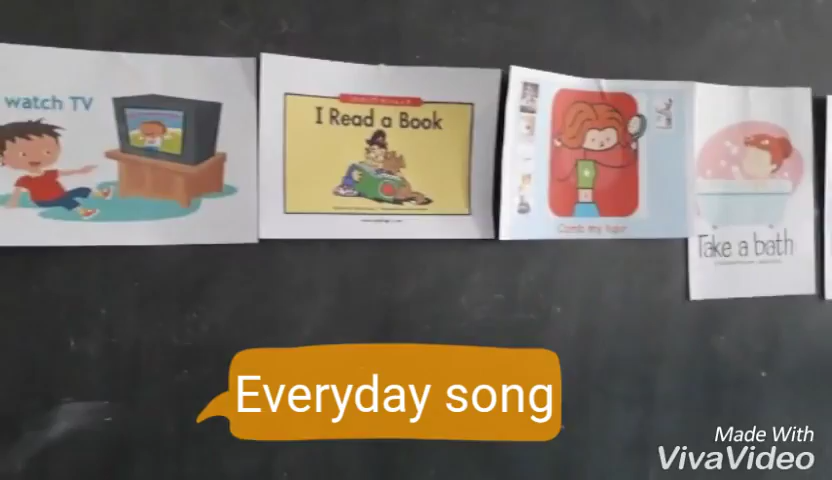 watch TV
I Read a Book
Comb my hair
Take a bath
Everyday song
Made With
VivaVideo